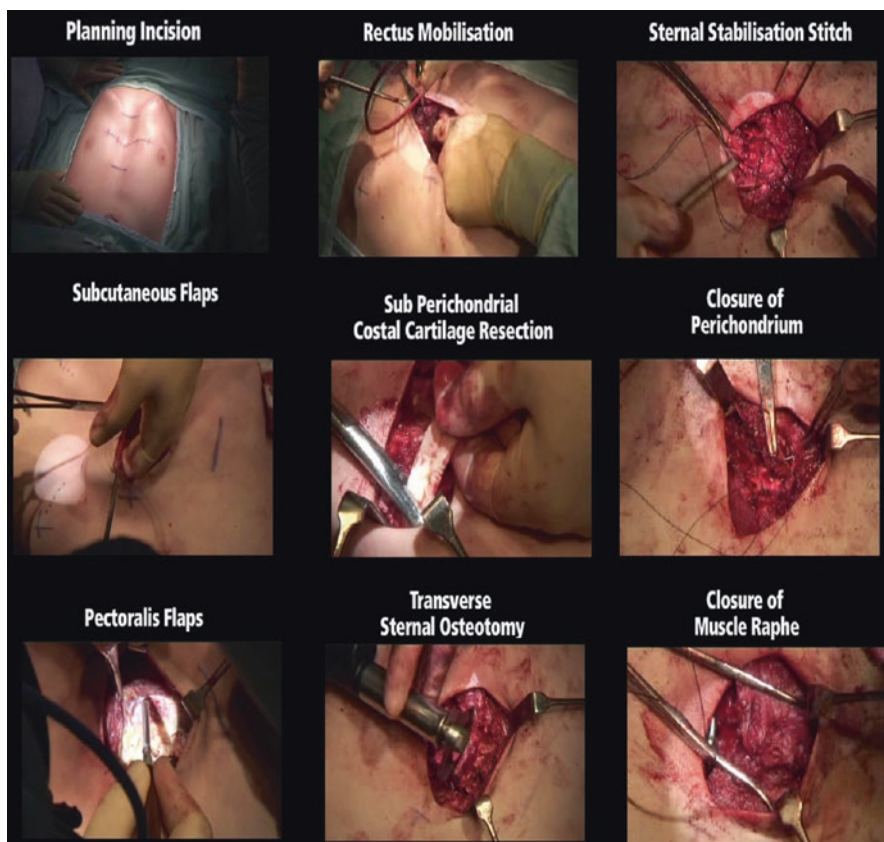 Planning Incision
Rectus Mobilisation
Sternal Stabilisation Stitch
Subcutaneous Flaps
Sub Perichondrial
Costal Cartilage Resection
Closure of
Perichondrium
Pectoralis Flaps
Transverse
Sternal Osteotomy
Closure of
Muscle Raphe